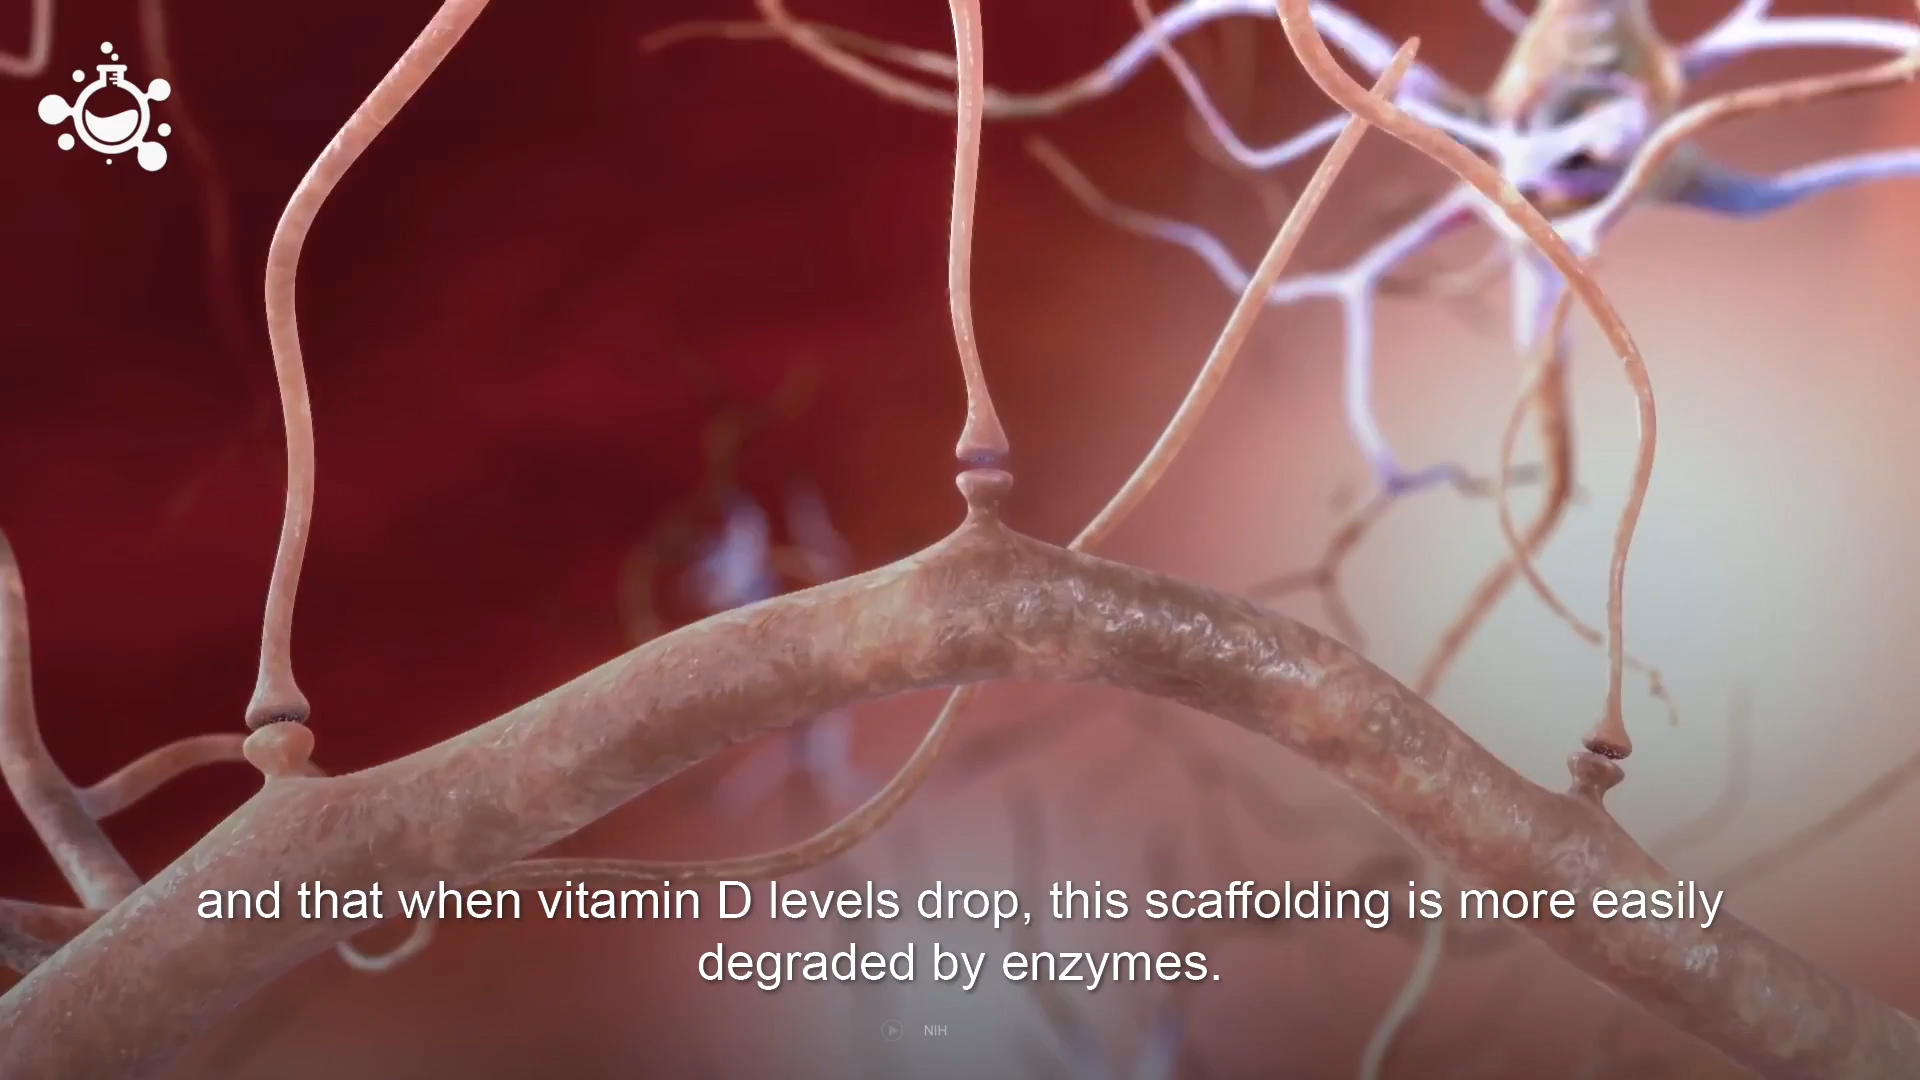 and that when vitamin D levels drop, this scaffolding is more easily
degraded by enzymes.
NIH